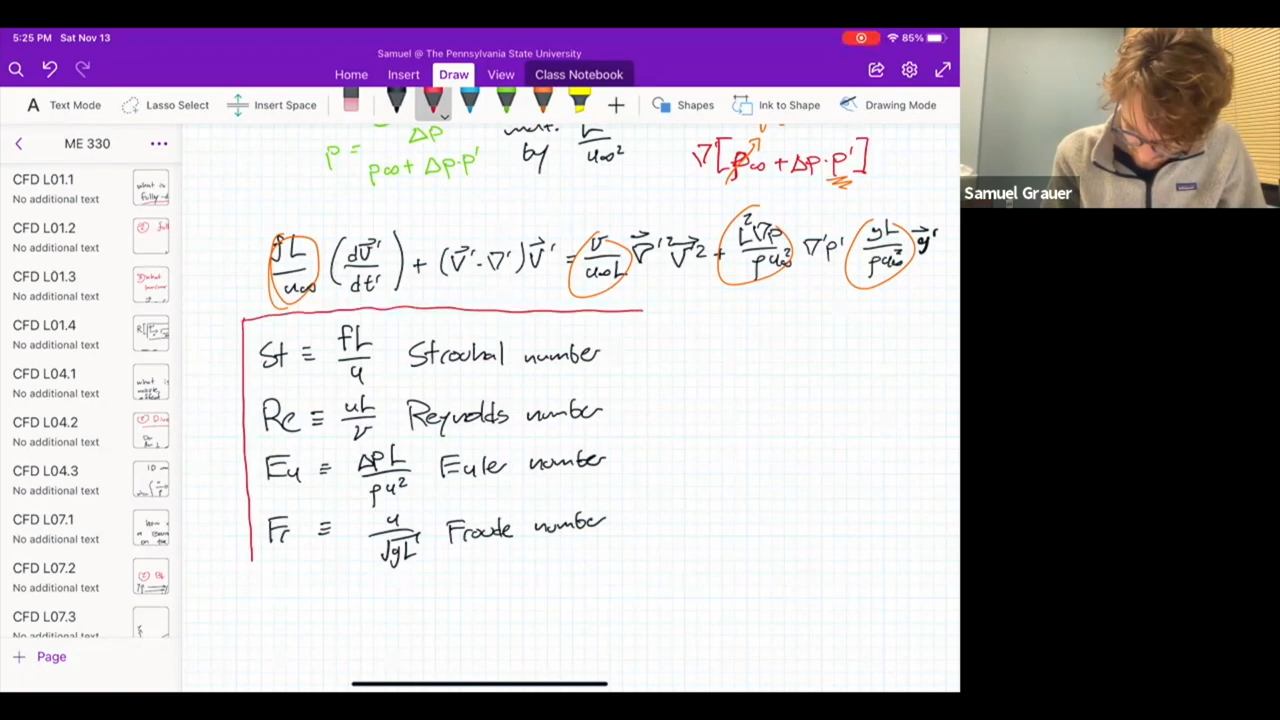 5:25 PM Sat Nov 13
85%
Samuel @ The Pennsylvania State University
Home Insert Draw View Class Notebook
Text Mode Lasso Select Insert Space Shapes Ink to Shape Drawing Mode
ME 330
CFD L01.1
No additional text
CFD L01.2
No additional text
CFD L01.3
No additional text
CFD L01.4
No additional text
CFD L04.1
No additional text
CFD L04.2
No additional text
CFD L04.3
No additional text
CFD L07.1
No additional text
CFD L07.2
No additional text
CFD L07.3
No additional text
+ Page
Δp
p = p∞ + Δp·p'
mult. by L/u∞²
∇'[p∞ + Δp·p']
fL/u∞ (dV⃗'/dt') + (V⃗'·∇')V⃗' = ν/u∞L ∇⃗'²V⃗² + L²∇p/ρu∞² ∇'p' gL/ρu∞² g⃗'
St ≡ fL/u Strouhal number
Re ≡ uL/ν Reynolds number
Eu ≡ ΔpL/ρu² Euler number
Fr ≡ u/√gL Froude number
Samuel Grauer